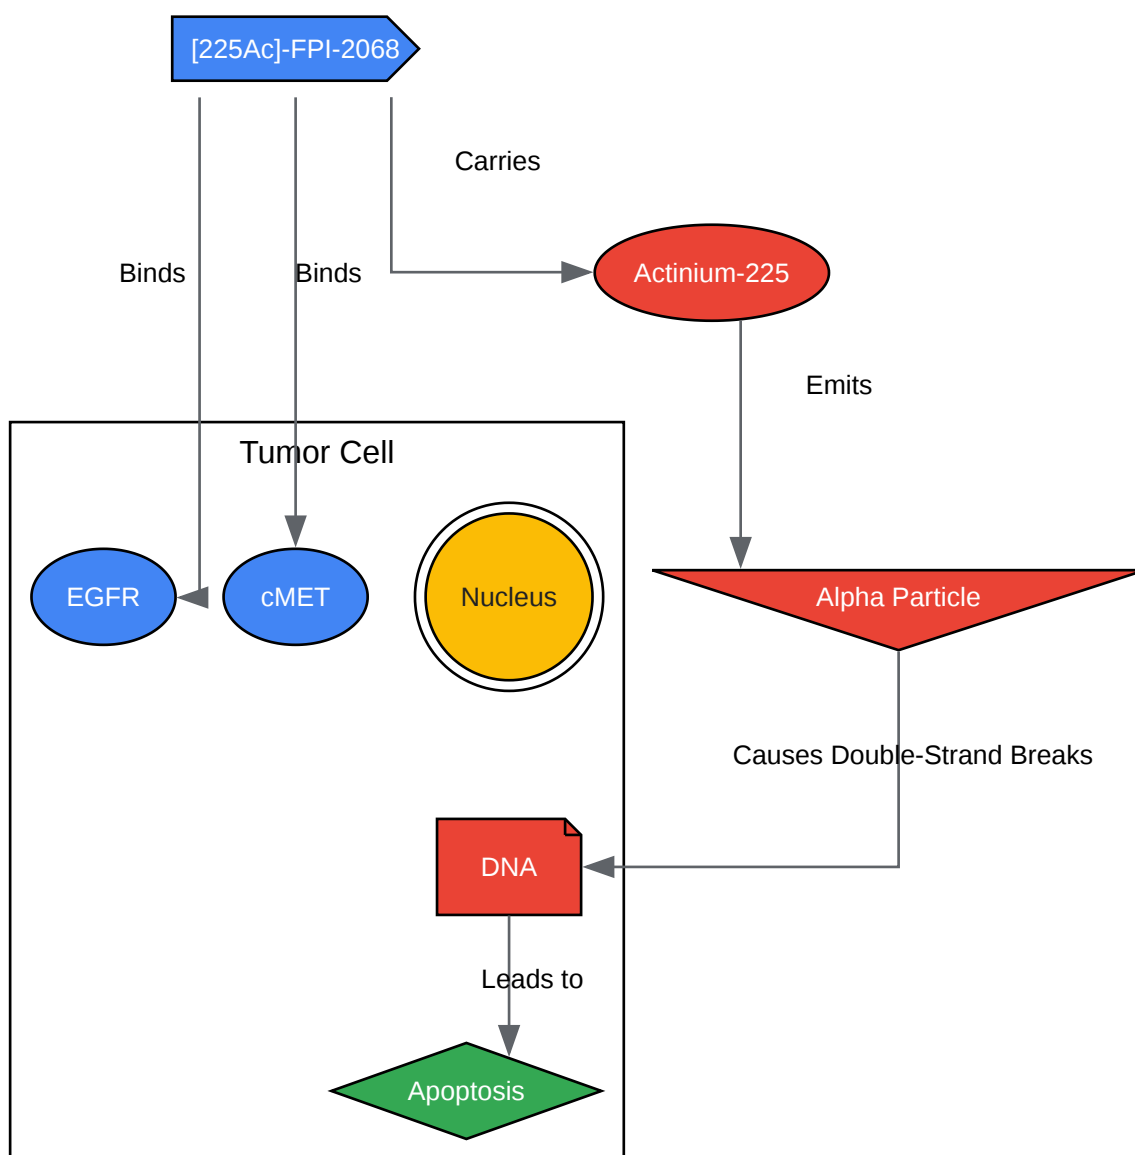 [225Ac]-FPI-2068
Carries
Binds
Binds
Actinium-225
Emits
Tumor Cell
EGFR
cMET
Nucleus
Alpha Particle
Causes Double-Strand Breaks
DNA
Leads to
Apoptosis